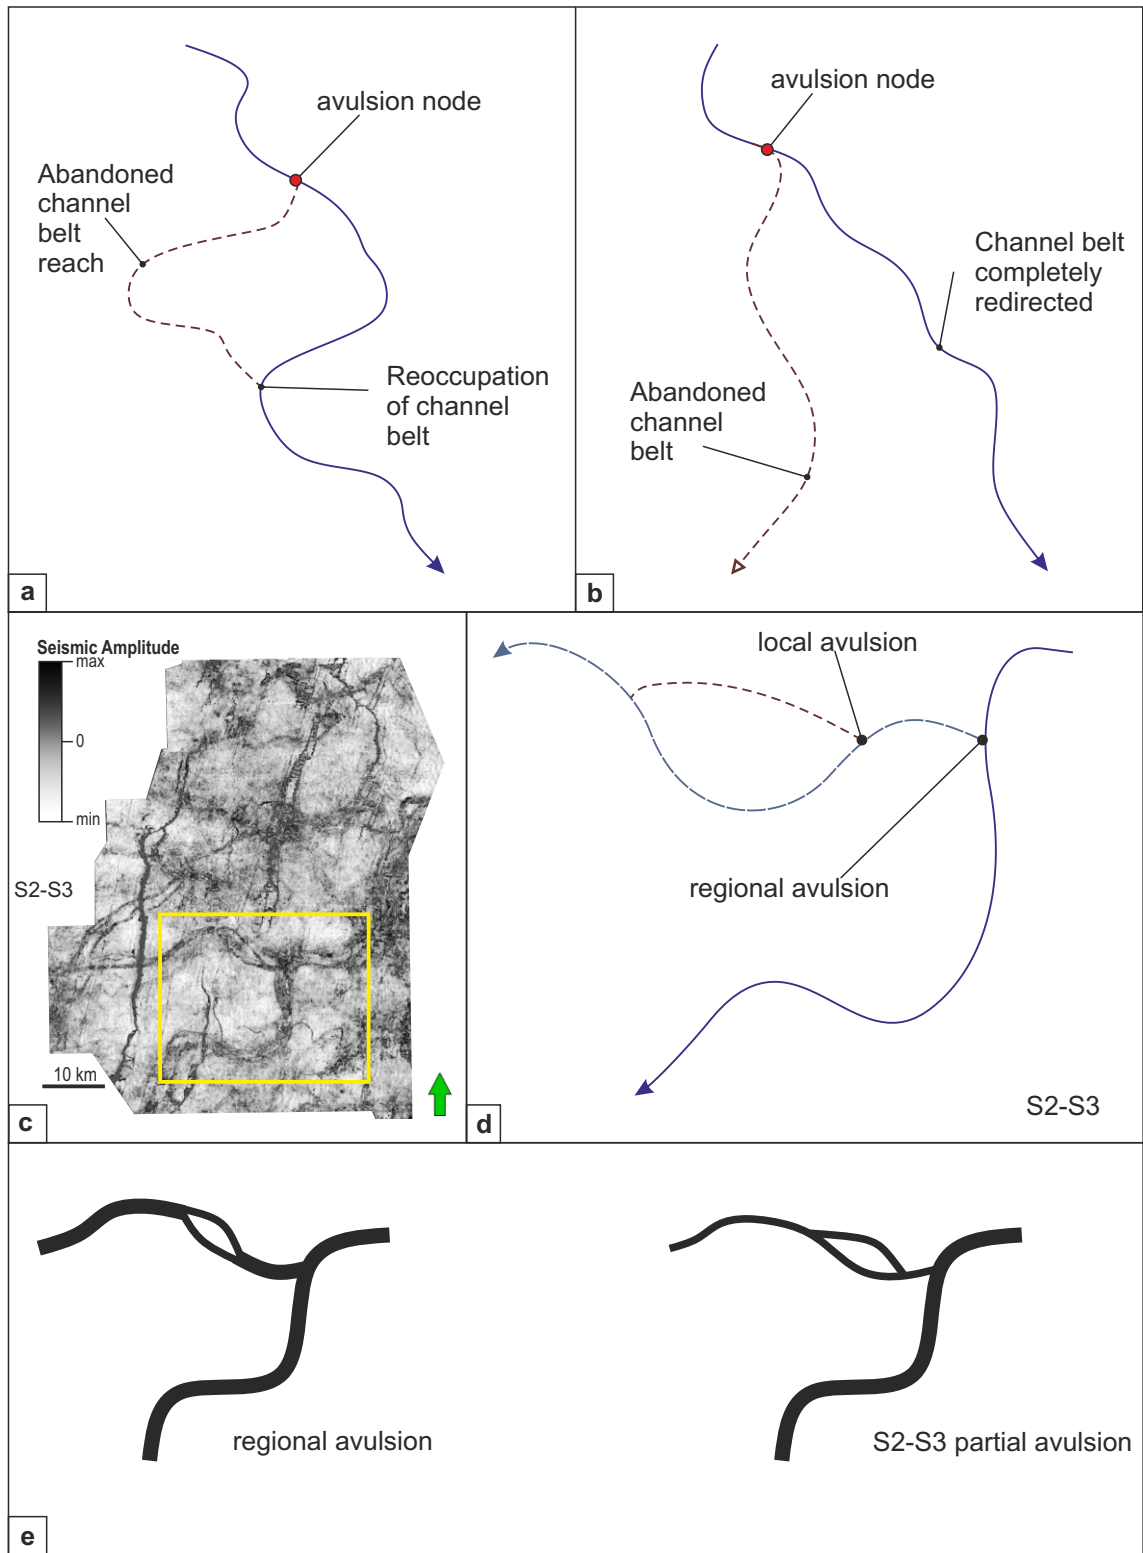 avulsion node
Abandoned
channel
belt
reach
Reoccupation
of channel
belt
a
avulsion node
Channel belt
completely
redirected
Abandoned
channel
belt
b
Seismic Amplitude
max
0
min
S2-S3
10 km
c
local avulsion
regional avulsion
S2-S3
d
regional avulsion
S2-S3 partial avulsion
e